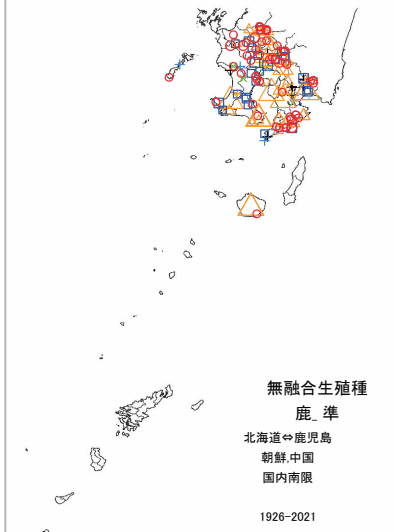 無融合生殖種
鹿_準
北海道⇔鹿児島
朝鮮,中国
国内南限
1926-2021